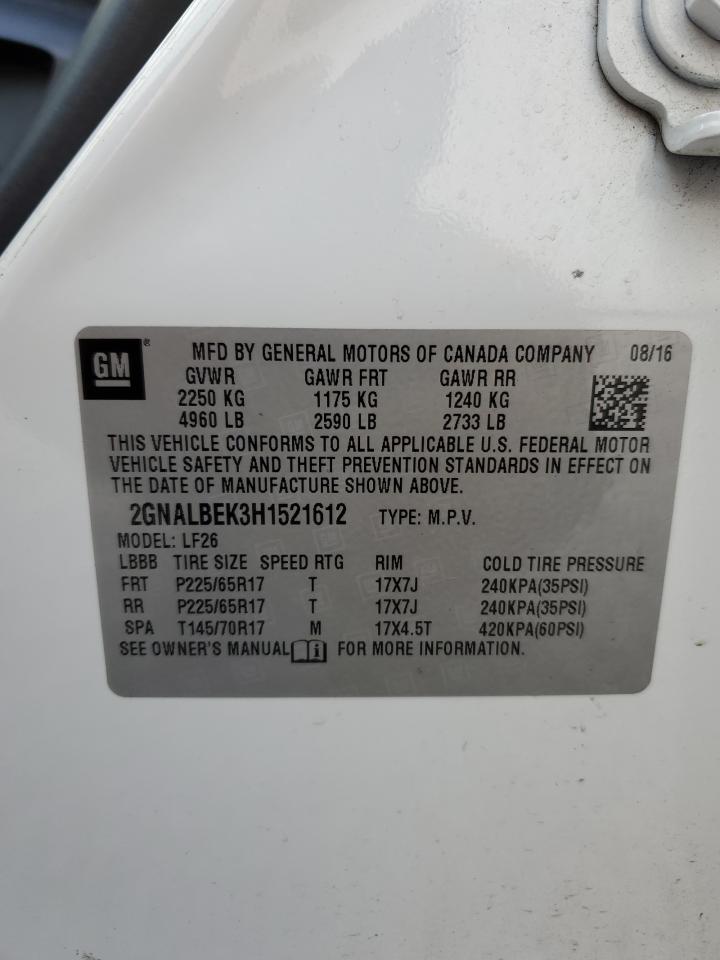 GM ® MFD BY GENERAL MOTORS OF CANADA COMPANY 08/16
GVWR GAWR FRT GAWR RR
2250 KG 1175 KG 1240 KG
4960 LB 2590 LB 2733 LB
THIS VEHICLE CONFORMS TO ALL APPLICABLE U.S. FEDERAL MOTOR
VEHICLE SAFETY AND THEFT PREVENTION STANDARDS IN EFFECT ON
THE DATE OF MANUFACTURE SHOWN ABOVE.
2GNALBEK3H1521612 TYPE: M.P.V.
MODEL: LF26
LBBB TIRE SIZE SPEED RTG RIM COLD TIRE PRESSURE
FRT P225/65R17 T 17X7J 240KPA(35PSI)
RR P225/65R17 T 17X7J 240KPA(35PSI)
SPA T145/70R17 M 17X4.5T 420KPA(60PSI)
SEE OWNER'S MANUAL i FOR MORE INFORMATION.